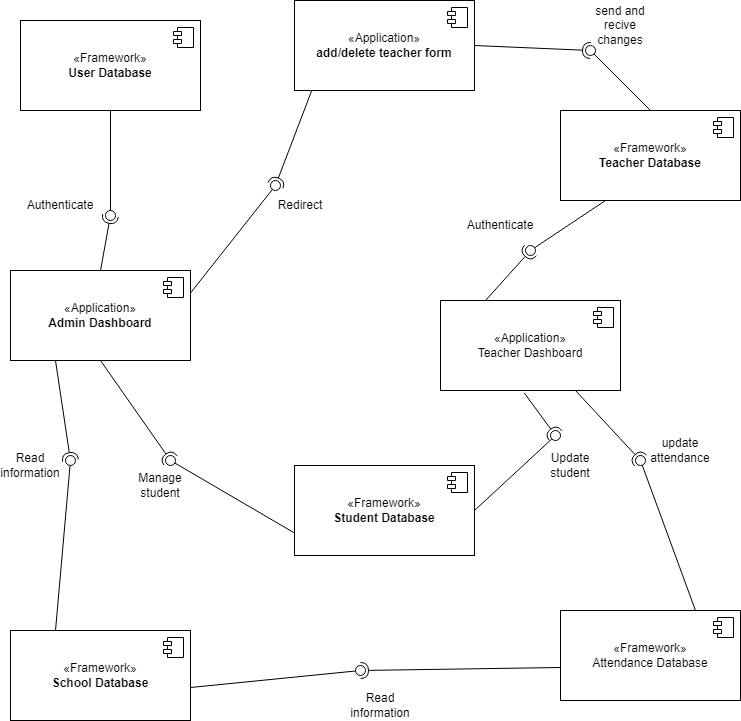 send and
recive
changes
«Application»
add/delete teacher form
«Framework»
User Database
«Framework»
Teacher Database
Authenticate
Redirect
Authenticate
«Application»
Admin Dashboard
«Application»
Teacher Dashboard
Read
information
Manage
student
Update
student
update
attendance
«Framework»
Student Database
«Framework»
School Database
«Framework»
Attendance Database
Read
information